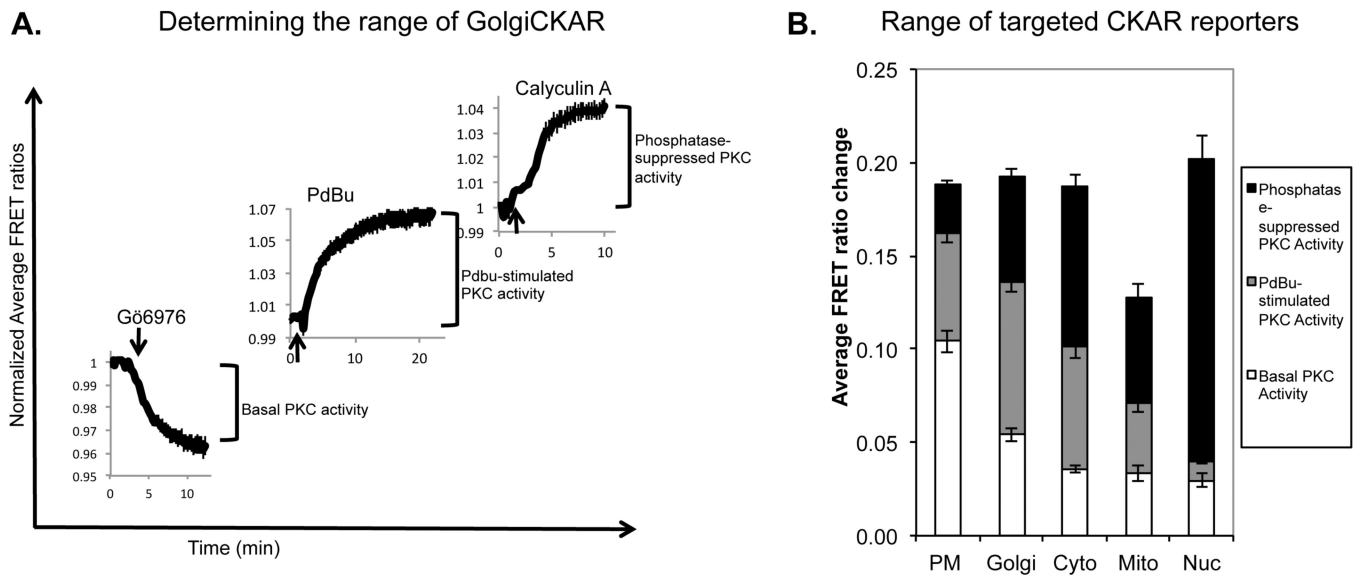 A.
Determining the range of GolgiCKAR
Normalized Average FRET ratios
Time (min)
Gö6976
1
0.99
0.98
0.97
0.96
0.95
0
5
10
Basal PKC activity
PdBu
1.07
1.05
1.03
1.01
0.99
0
10
20
Pdbu-stimulated
PKC activity
Calyculin A
1.04
1.03
1.02
1.01
1
0.99
0
5
10
Phosphatase-
suppressed PKC
activity
B.
Range of targeted CKAR reporters
Average FRET ratio change
0.25
0.20
0.15
0.10
0.05
0.00
PM
Golgi
Cyto
Mito
Nuc
Phosphatas
e-suppressed
PKC Activity
PdBu-
stimulated
PKC Activity
Basal PKC
Activity